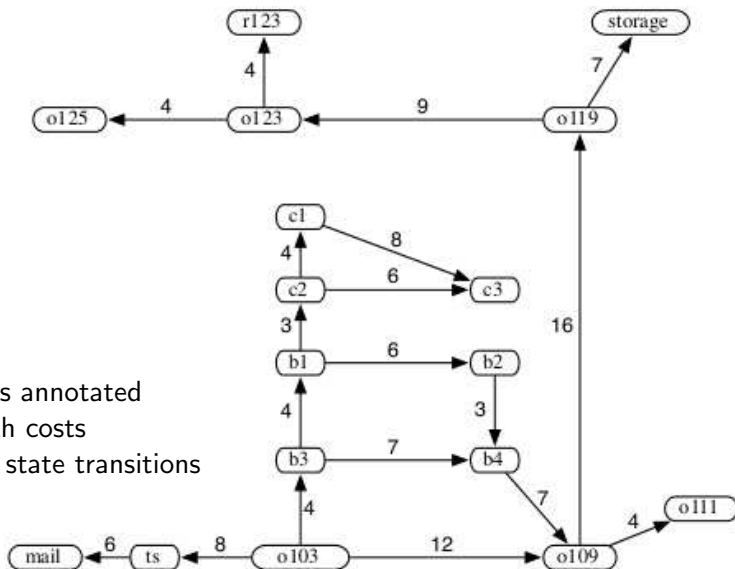 r123
storage
4
7
o125
4
o123
9
o119
c1
8
4
c2
6
c3
3
16
b1
6
b2
s annotated
4
3
h costs
state transitions
b3
7
b4
7
4
o111
4
mail
6
ts
8
o103
12
o109